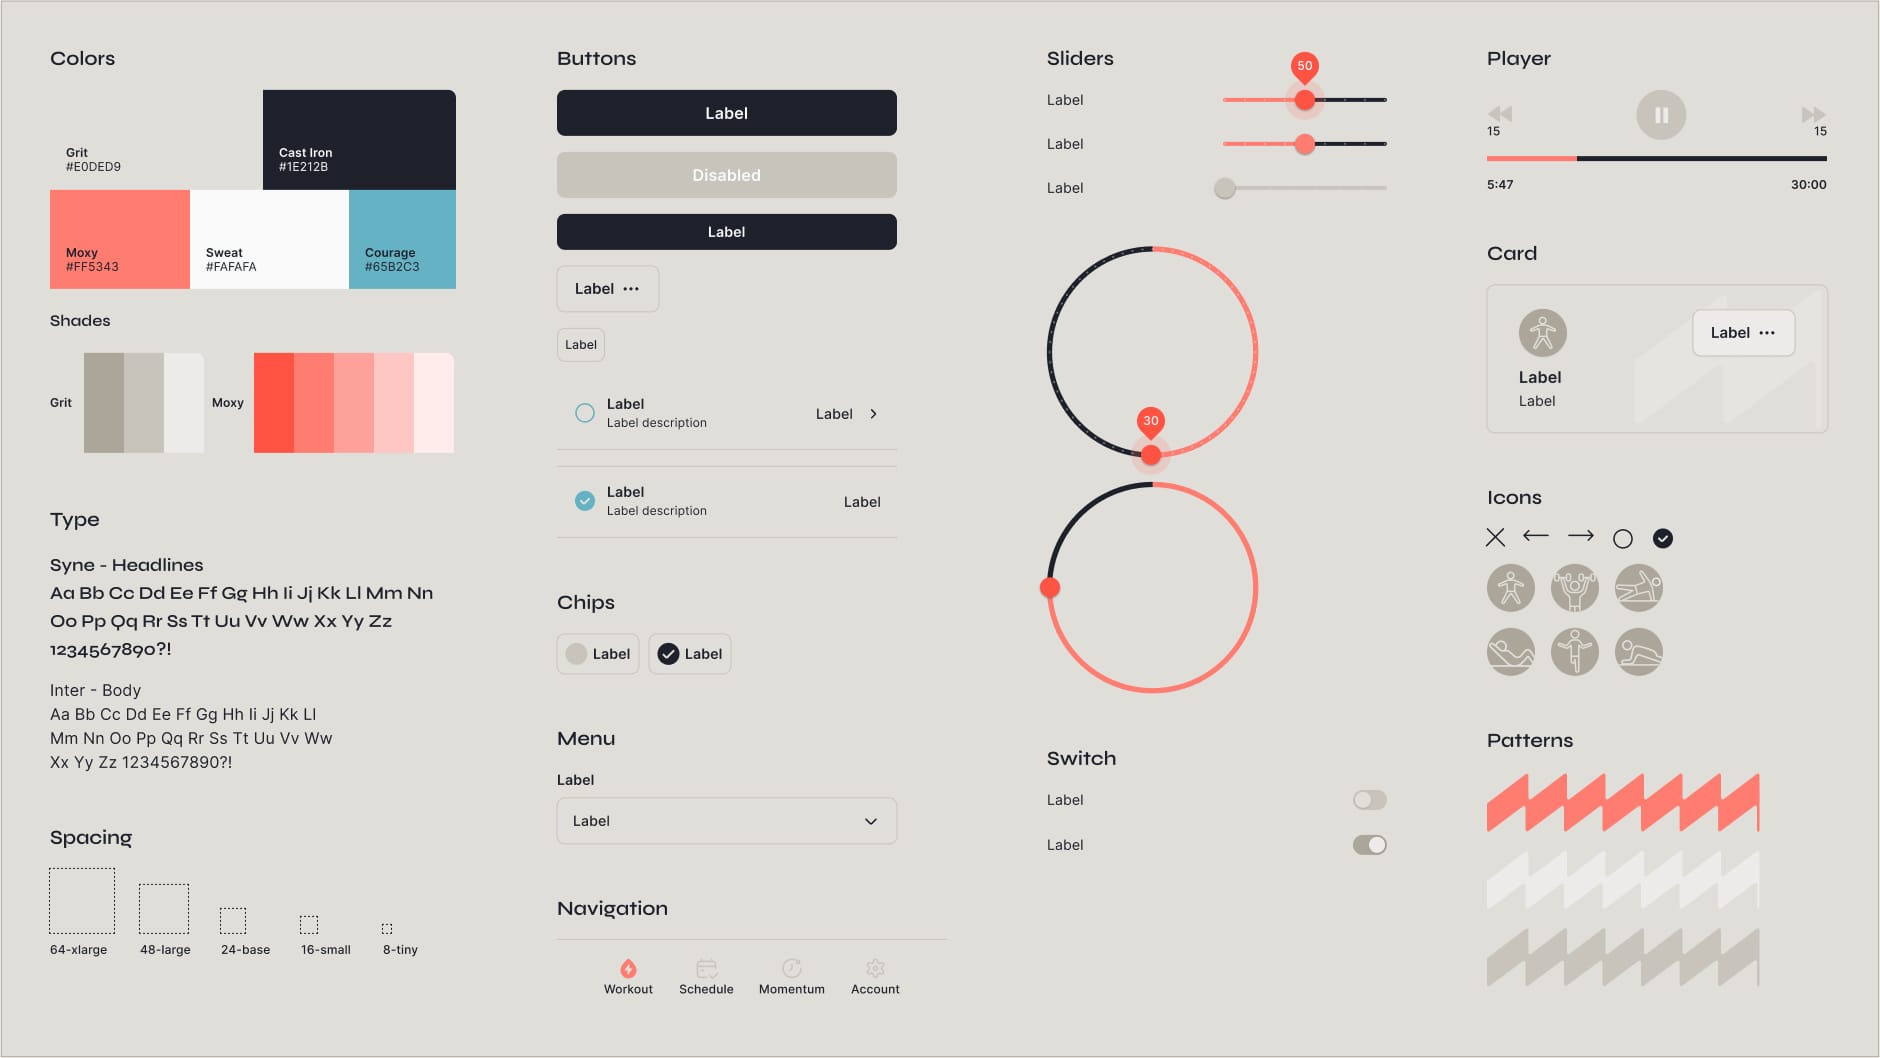 Colors
Grit
#E0DED9
Cast Iron
#1E212B
Moxy
#FF5343
Sweat
#FAFAFA
Courage
#65B2C3
Shades
Grit
Moxy
Type
Syne - Headlines
Aa Bb Cc Dd Ee Ff Gg Hh Ii Jj Kk Ll Mm Nn
Oo Pp Qq Rr Ss Tt Uu Vv Ww Xx Yy Zz
1234567890?!
Inter - Body
Aa Bb Cc Dd Ee Ff Gg Hh Ii Jj Kk Ll
Mm Nn Oo Pp Qq Rr Ss Tt Uu Vv Ww
Xx Yy Zz 1234567890?!
Spacing
64-xlarge
48-large
24-base
16-small
8-tiny
Buttons
Label
Disabled
Label
Label
Label
Label
Label description
Label
Label
Label description
Label
Chips
Label
Label
Menu
Label
Label
Navigation
Workout
Schedule
Momentum
Account
Sliders
50
Label
Label
Label
30
Switch
Label
Label
Player
15
15
5:47
30:00
Card
Label
Label
Label
Icons
Patterns